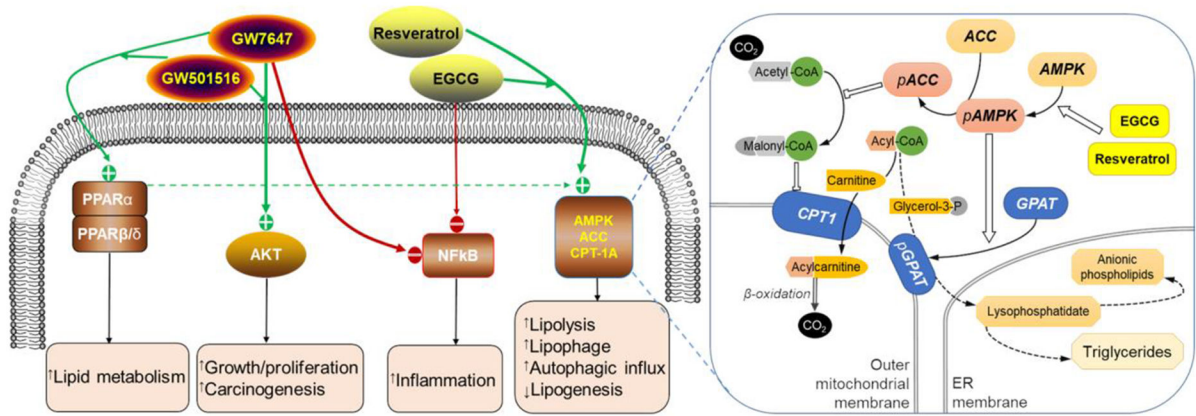 GW7647
GW501516
Resveratrol
EGCG
PPARα
PPARβ/δ
AKT
NFkB
AMPK
ACC
CPT-1A
↑Lipid metabolism
↑Growth/proliferation
↑Carcinogenesis
↑Inflammation
↑Lipolysis
↑Lipophage
↑Autophagic influx
↓Lipogenesis
CO2
Acetyl-CoA
pACC
ACC
AMPK
pAMPK
EGCG
Resveratrol
Malonyl-CoA
Acyl-CoA
Carnitine
Glycerol-3-P
GPAT
CPT1
pGPAT
Acylcarnitine
β-oxidation
CO2
Anionic
phospholipids
Lysophosphatidate
Triglycerides
Outer
mitochondrial
membrane
ER
membrane